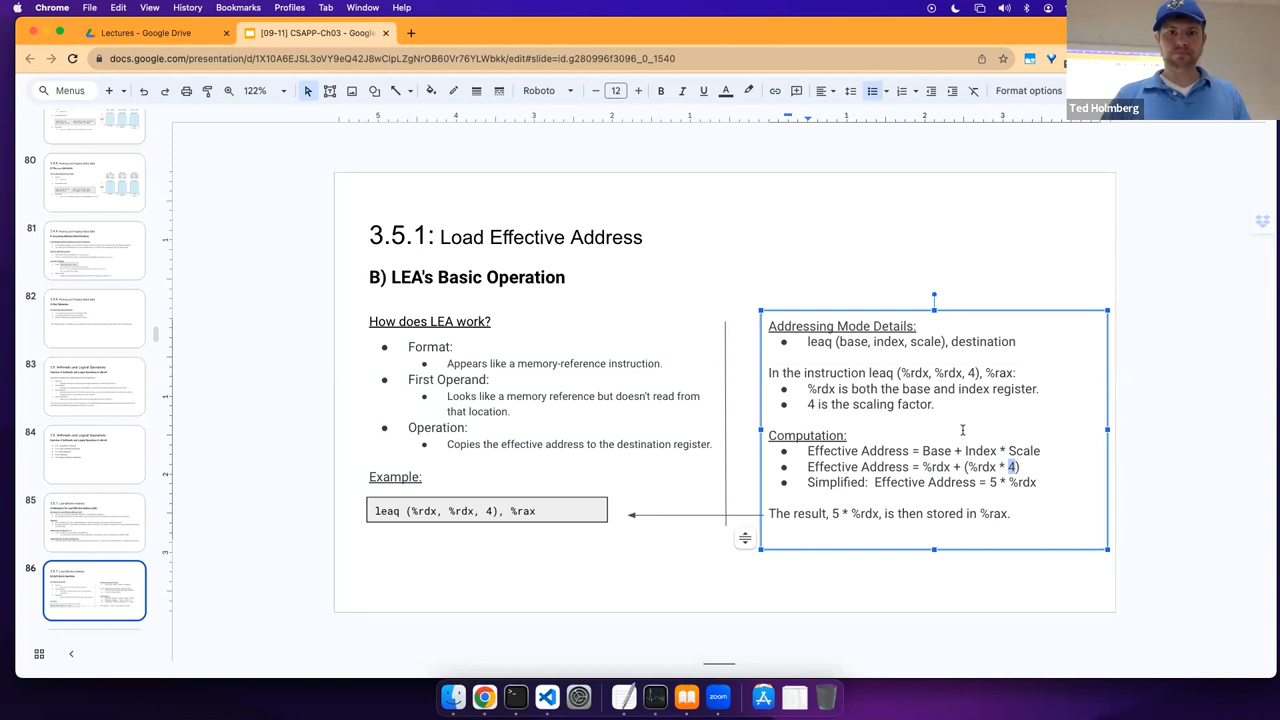 Chrome File Edit View History Bookmarks Profiles Tab Window Help
Lectures - Google Drive
[09-11] CSAPP-Ch03 - Google
docs.google.com/presentation/d/1X10A6EJSL3oVY9eQ42J8wOpLZgNrOBr0Vr76YLWbkk/edit#slide=id.g280996f3096_0_1540
Menus
122%
Roboto
12
Format options
Ted Holmberg
80
81
82
83
84
85
86
3.5.1: Load Effective Address
B) LEA's Basic Operation
How does LEA work?
Format:
Appears like a memory-reference instruction.
First Operand:
Looks like a memory reference but doesn't read from
that location.
Operation:
Copies the effective address to the destination register.
Example:
leaq (%rdx, %rdx, 4), %rax
Addressing Mode Details:
leaq (base, index, scale), destination
In the instruction leaq (%rdx, %rdx, 4), %rax:
%rdx is both the base and index register.
4 is the scaling factor.
Computation:
Effective Address = Base + Index * Scale
Effective Address = %rdx + (%rdx * 4)
Simplified: Effective Address = 5 * %rdx
The result, 5 * %rdx, is then stored in %rax.
zoom